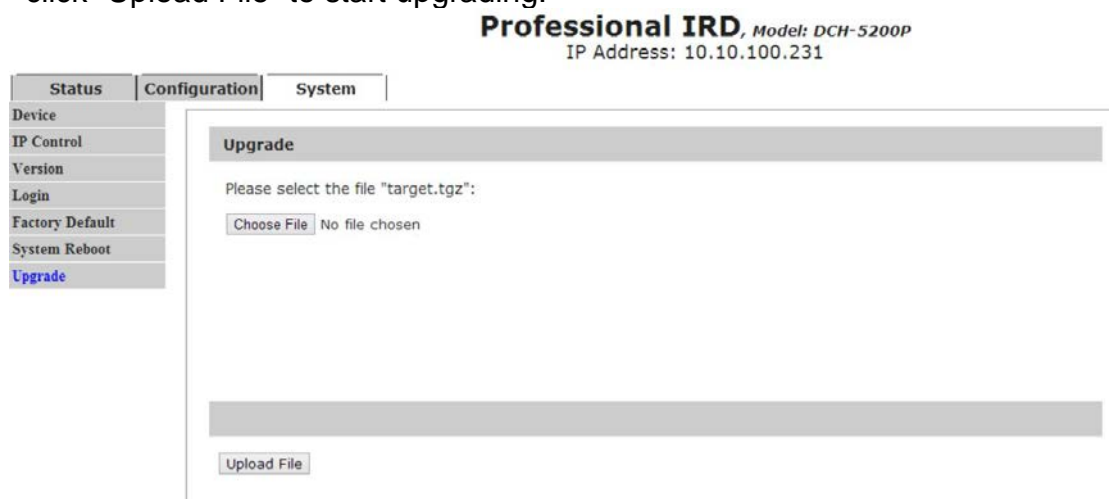 click "Upload File" to start upgrading.
Professional IRD, Model: DCH-5200P
IP Address: 10.10.100.231
Status Configuration System
Device
IP Control
Version
Login
Factory Default
System Reboot
Upgrade
Upgrade
Please select the file "target.tgz":
Choose File No file chosen
Upload File